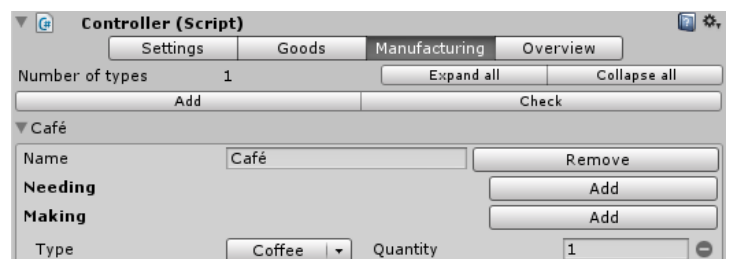 Controller (Script)
Settings Goods Manufacturing Overview
Number of types 1 Expand all Collapse all
Add Check
Café
Name Café Remove
Needing Add
Making Add
Type Coffee Quantity 1